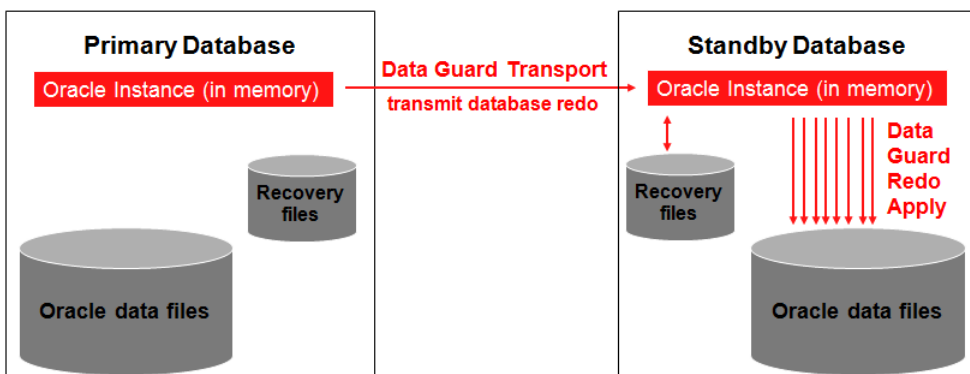 Primary Database
Oracle Instance (in memory)
Recovery
files
Oracle data files
Data Guard Transport
transmit database redo
Standby Database
Oracle Instance (in memory)
Data
Guard
Redo
Apply
Recovery
files
Oracle data files